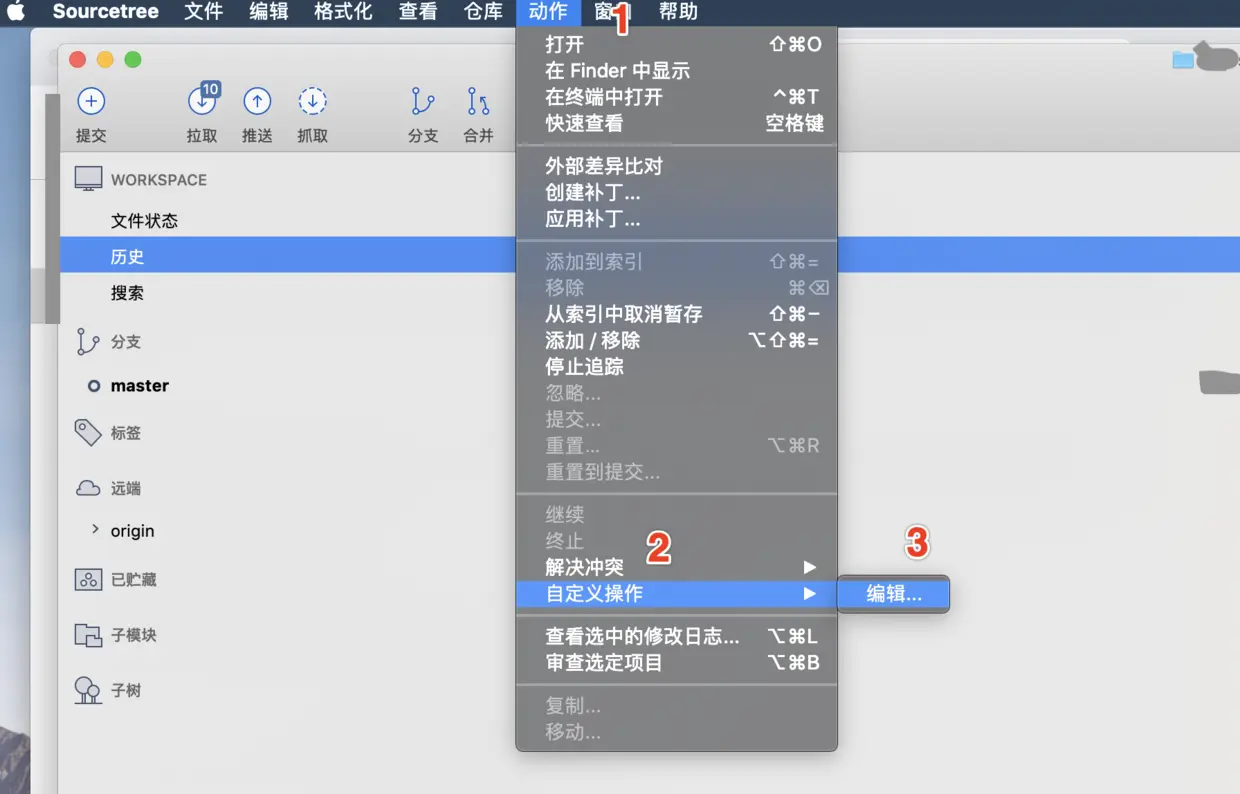 Sourcetree 文件 编辑 格式化 查看 仓库 动作 窗 1 帮助
打开 ⇧⌘O
在 Finder 中显示
在终端中打开 ^⌘T
快速查看 空格键
外部差异比对
创建补丁...
应用补丁...
添加到索引 ⇧⌘=
移除 ⌘⌫
从索引中取消暂存 ⇧⌘−
添加 / 移除 ⌥⇧⌘=
停止追踪
忽略...
提交...
重置... ⌥⌘R
重置到提交...
继续
终止
2
解决冲突 ▶
自定义操作 ▶
3
编辑...
查看选中的修改日志... ⌥⌘L
审查选定项目 ⌥⌘B
复制...
移动...
10
提交 拉取 推送 抓取 分支 合并
WORKSPACE
文件状态
历史
搜索
分支
master
标签
远端
origin
已贮藏
子模块
子树